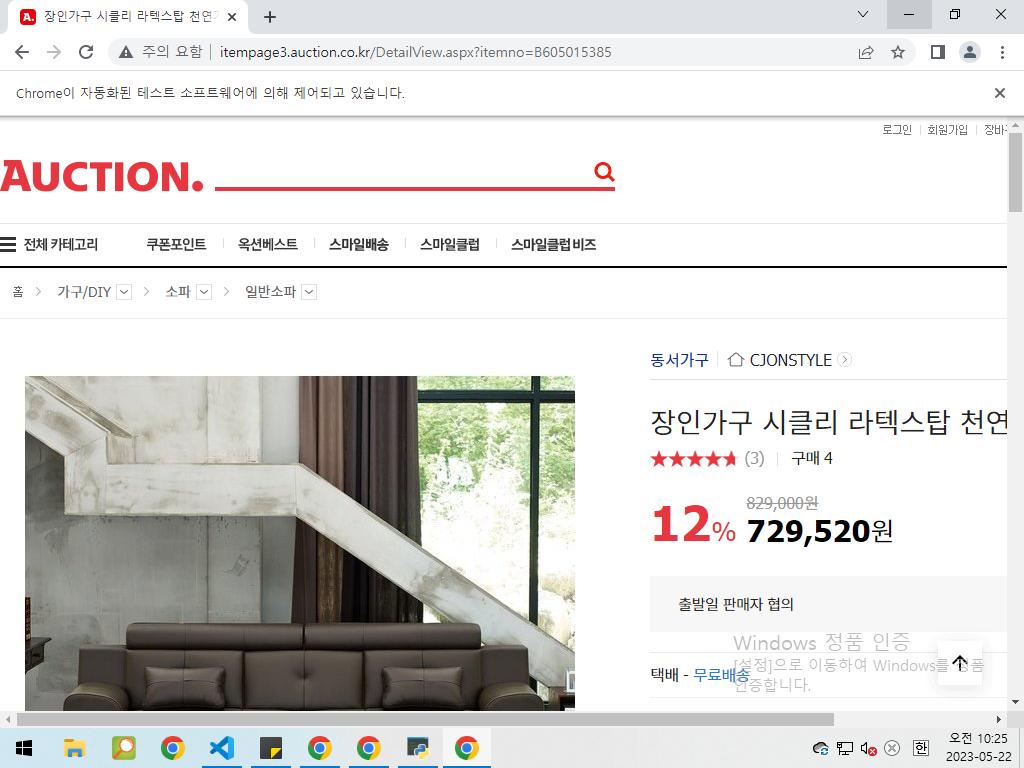 장인가구 시클리 라텍스탑 천연
주의 요함
itempage3.auction.co.kr/DetailView.aspx?itemno=B605015385
Chrome이 자동화된 테스트 소프트웨어에 의해 제어되고 있습니다.
로그인 회원가입 장바
AUCTION.
전체 카테고리 쿠폰포인트 옥션베스트 스마일배송 스마일클럽 스마일클럽 비즈
홈 가구/DIY 소파 일반소파
동서가구 CJONSTYLE
장인가구 시클리 라텍스탑 천연
(3) 구매 4
829,000원
12% 729,520원
출발일 판매자 협의
Windows 정품 인증
[설정]으로 이동하여 Windows를 정품
인증합니다.
택배 - 무료배송
한
오전 10:25
2023-05-22